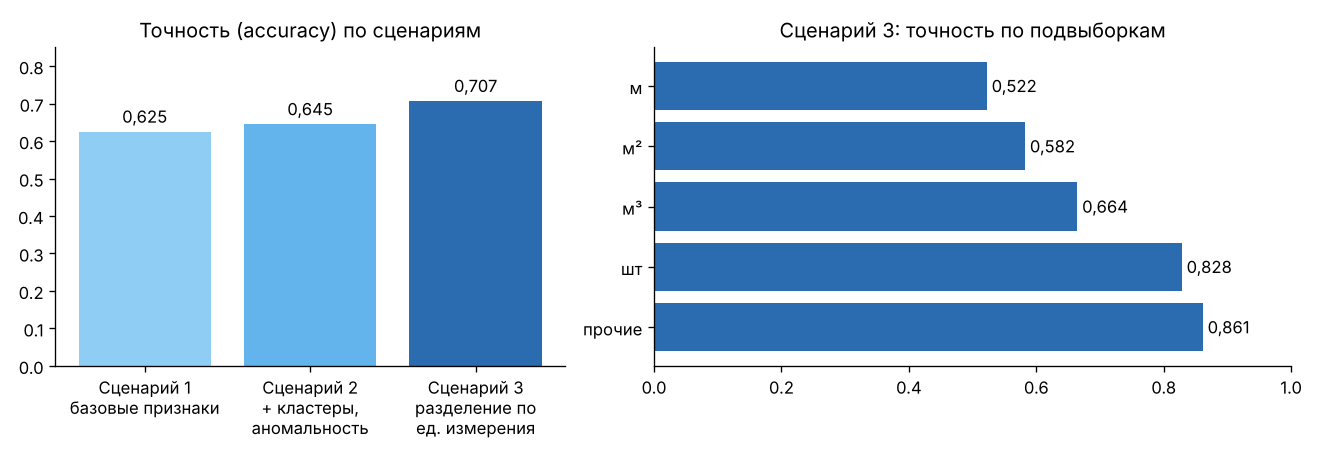 Точность (accuracy) по сценариям
0.8
0.7
0.6
0.5
0.4
0.3
0.2
0.1
0.0
0,625
0,645
0,707
Сценарий 1
базовые признаки
Сценарий 2
+ кластеры,
аномальность
Сценарий 3
разделение по
ед. измерения
Сценарий 3: точность по подвыборкам
м
0,522
м²
0,582
м³
0,664
шт
0,828
прочие
0,861
0.0
0.2
0.4
0.6
0.8
1.0